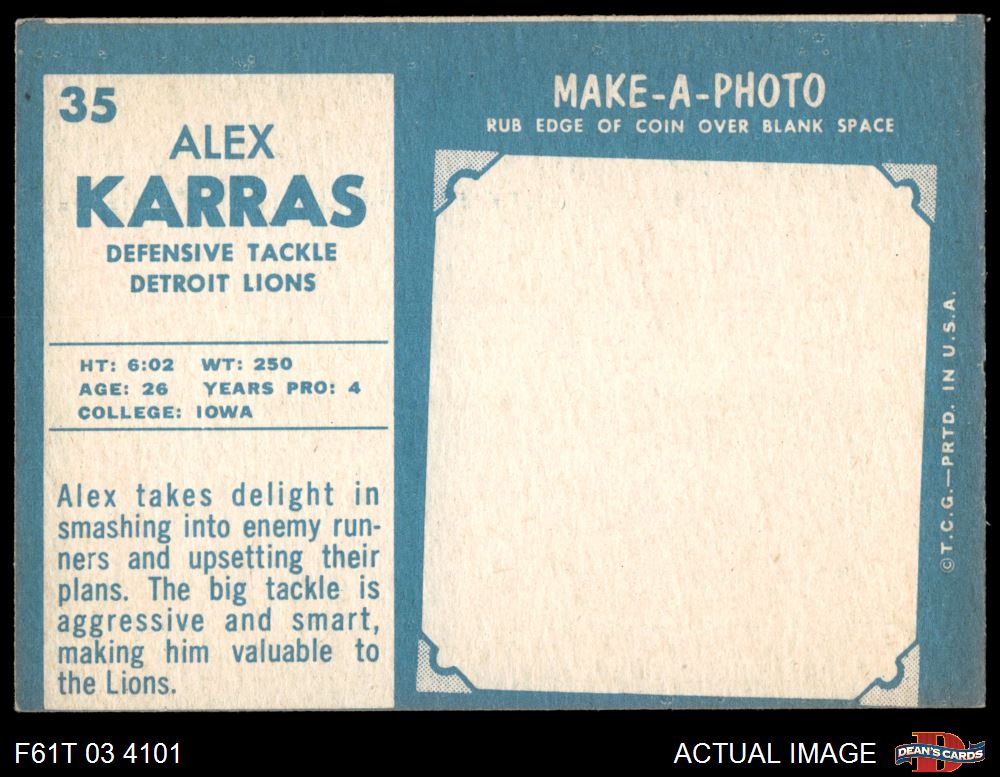 35
ALEX
KARRAS
DEFENSIVE TACKLE
DETROIT LIONS
HT: 6:02 WT: 250
AGE: 26 YEARS PRO: 4
COLLEGE: IOWA
Alex takes delight in
smashing into enemy run-
ners and upsetting their
plans. The big tackle is
aggressive and smart,
making him valuable to
the Lions.
MAKE-A-PHOTO
RUB EDGE OF COIN OVER BLANK SPACE
©T.C.G.—PRTD. IN U.S.A.
F61T 03 4101
ACTUAL IMAGE
DEAN'S CARDS